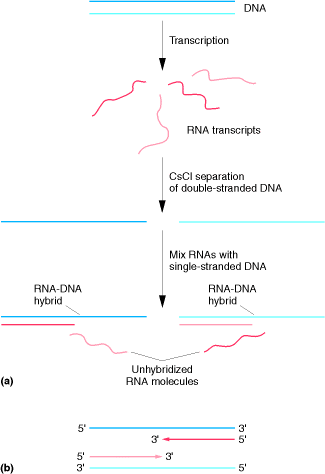 DNA
Transcription
RNA transcripts
CsCl separation
of double-stranded DNA
Mix RNAs with
single-stranded DNA
RNA-DNA
hybrid
RNA-DNA
hybrid
Unhybridized
RNA molecules
(a)
5' 3'
3' 5'
5' 3'
3' 5'
(b)